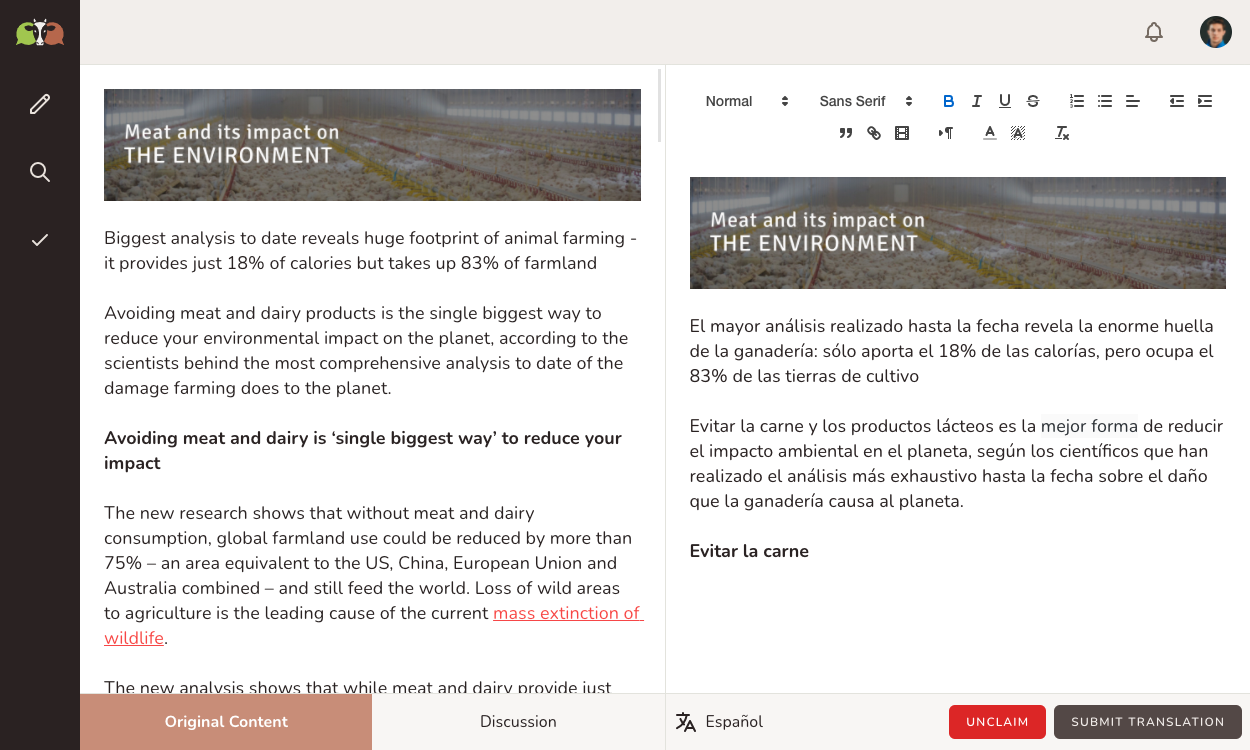 Meat and its impact on
THE ENVIRONMENT
Biggest analysis to date reveals huge footprint of animal farming -
it provides just 18% of calories but takes up 83% of farmland
Avoiding meat and dairy products is the single biggest way to
reduce your environmental impact on the planet, according to the
scientists behind the most comprehensive analysis to date of the
damage farming does to the planet.
Avoiding meat and dairy is ‘single biggest way’ to reduce your
impact
The new research shows that without meat and dairy
consumption, global farmland use could be reduced by more than
75% – an area equivalent to the US, China, European Union and
Australia combined – and still feed the world. Loss of wild areas
to agriculture is the leading cause of the current mass extinction of
wildlife.
The new analysis shows that while meat and dairy provide just
Original Content
Discussion
Normal
Sans Serif
Meat and its impact on
THE ENVIRONMENT
El mayor análisis realizado hasta la fecha revela la enorme huella
de la ganadería: sólo aporta el 18% de las calorías, pero ocupa el
83% de las tierras de cultivo
Evitar la carne y los productos lácteos es la mejor forma de reducir
el impacto ambiental en el planeta, según los científicos que han
realizado el análisis más exhaustivo hasta la fecha sobre el daño
que la ganadería causa al planeta.
Evitar la carne
Español
UNCLAIM
SUBMIT TRANSLATION